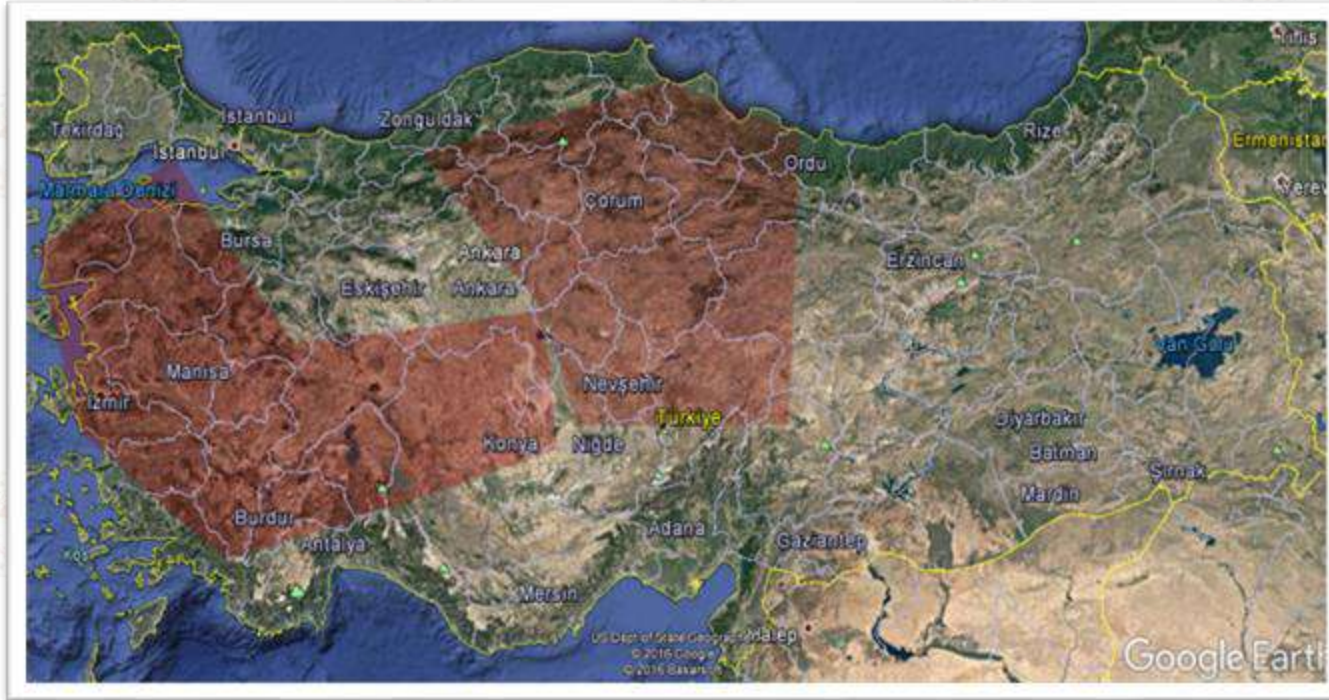 Tiflis
İstanbul
Zonguldak
Tekirdağ
Rize
Ermenistan
İstanbul
Ordu
Marmara Denizi
Çorum
Bursa
Ankara
Erzincan
Eskişehir
Ankara
Van Gölü
Manisa
Nevşehir
İzmir
Türkiye
Diyarbakır
Konya
Niğde
Batman
Şırnak
Mardin
Burdur
Adana
Antalya
Gaziantep
Kos
Mersin
US Dept of State Geographer
Halep
© 2016 Google
© 2016 Basarsoft
Google Earth